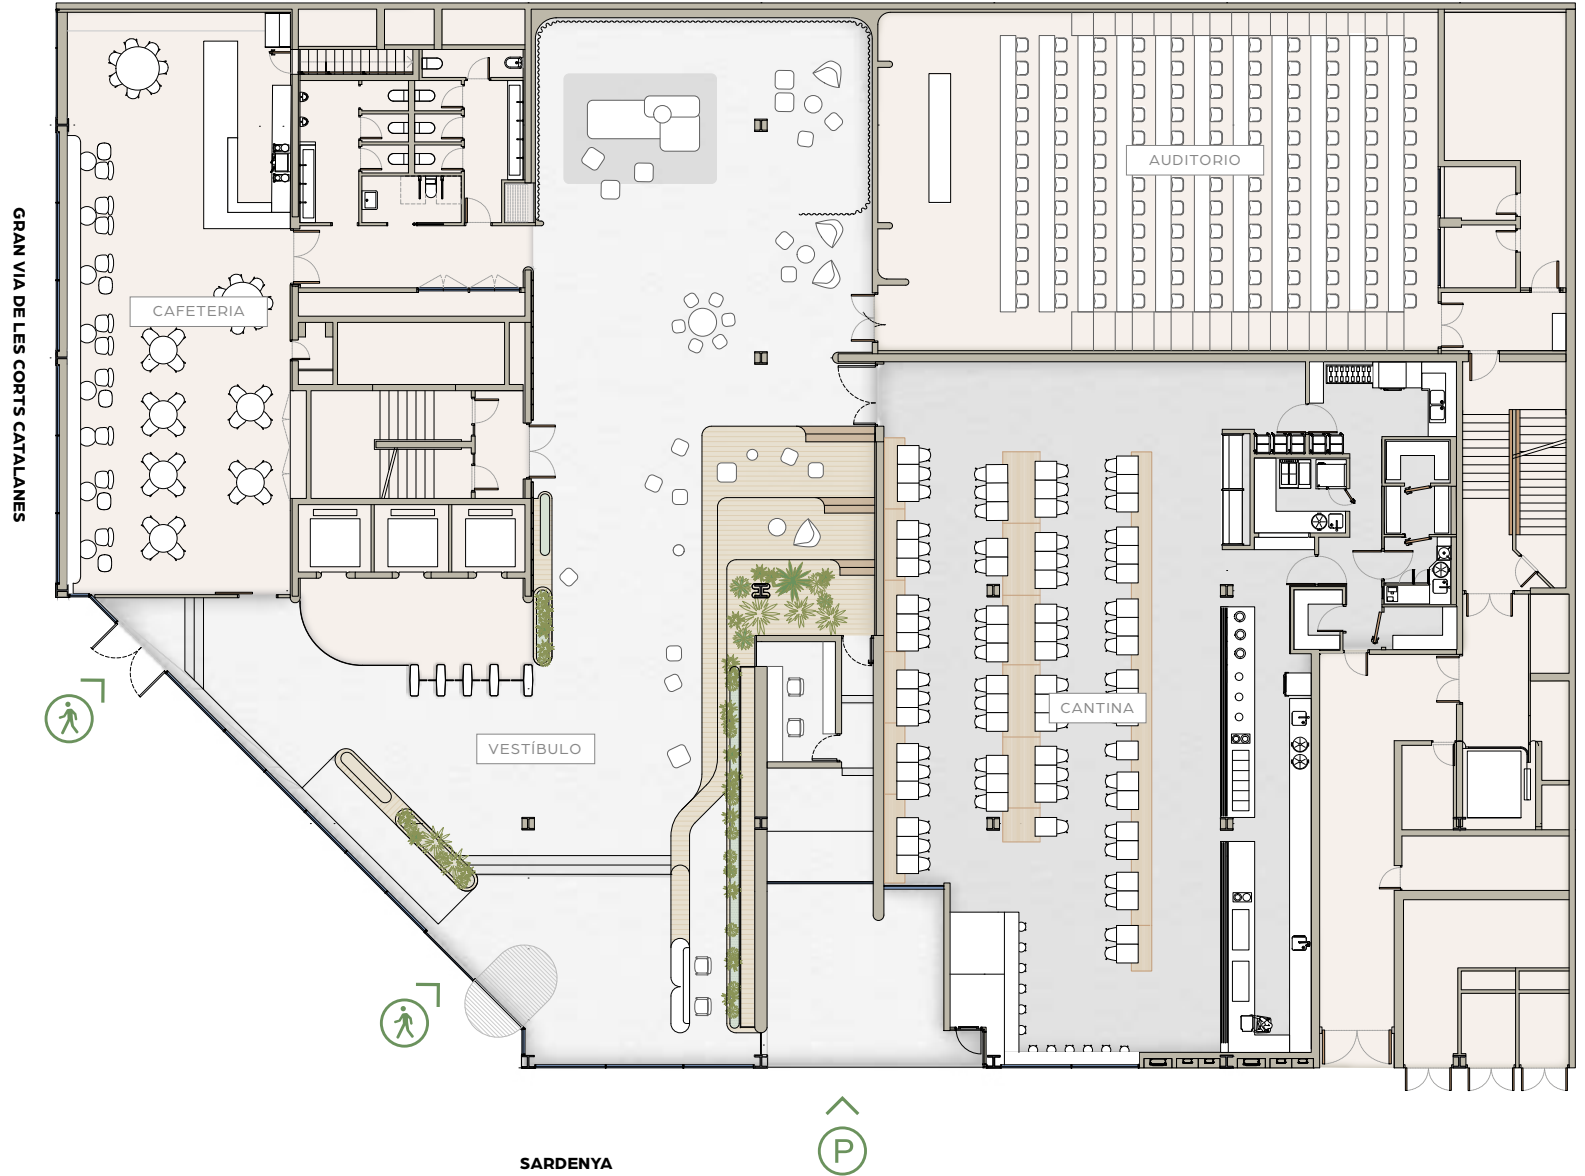 AUDITORIO
GRAN VIA DE LES CORTS CATALANES
CAFETERIA
CANTINA
VESTÍBULO
P
SARDENYA